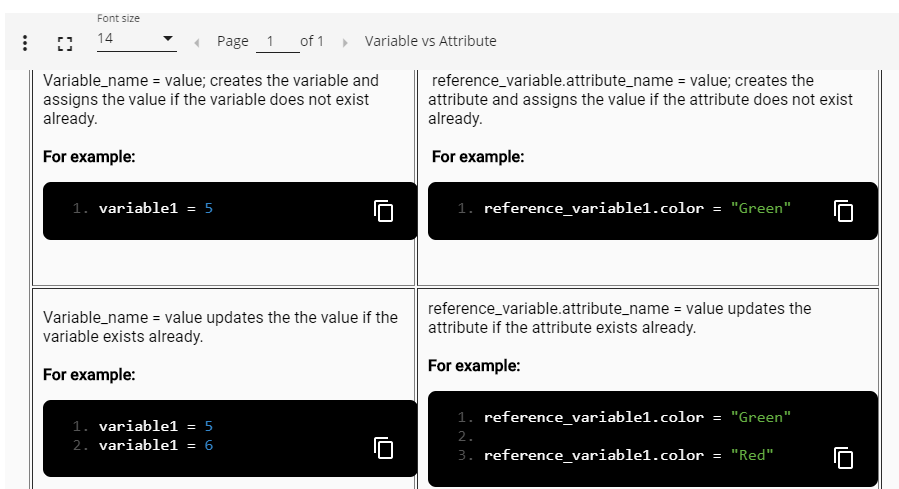 Font size
14
Page 1 of 1
Variable vs Attribute
Variable_name = value; creates the variable and
assigns the value if the variable does not exist
already.
For example:
1. variable1 = 5
reference_variable.attribute_name = value; creates the
attribute and assigns the value if the attribute does not exist
already.
For example:
1. reference_variable1.color = "Green"
Variable_name = value updates the the value if the
variable exists already.
For example:
1. variable1 = 5
2. variable1 = 6
reference_variable.attribute_name = value updates the
attribute if the attribute exists already.
For example:
1. reference_variable1.color = "Green"
2.
3. reference_variable1.color = "Red"